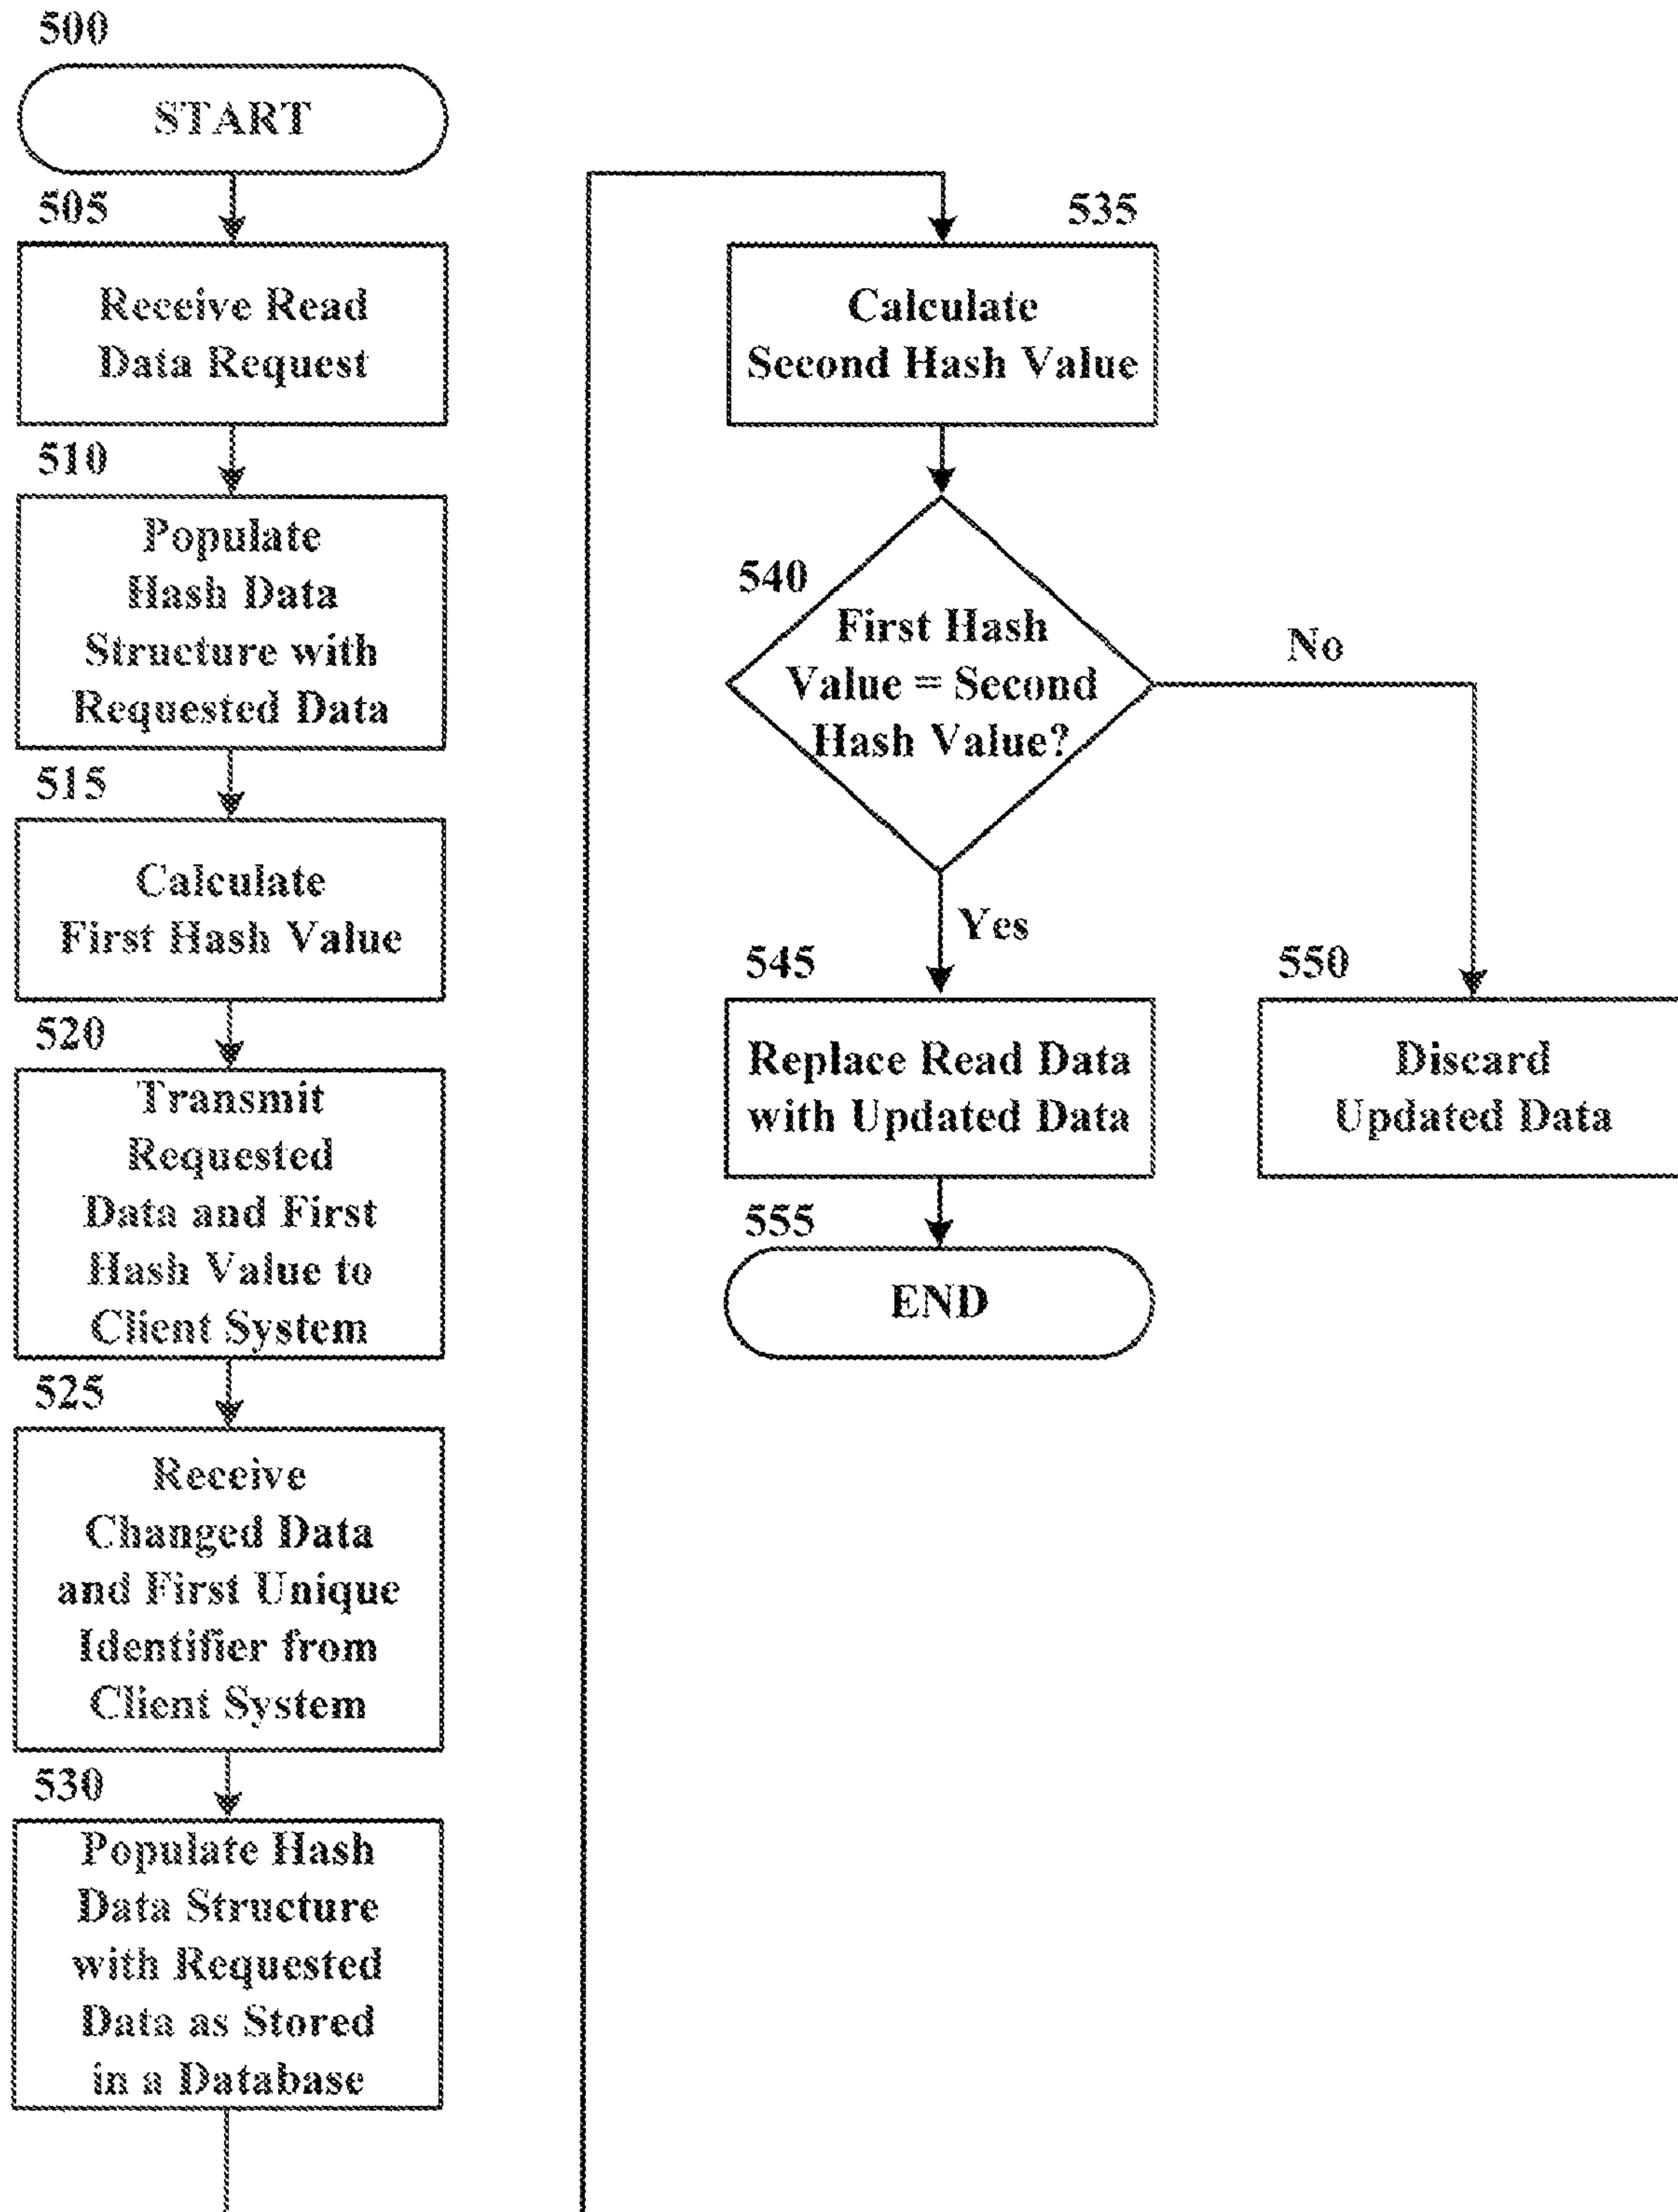 500
START
505
Receive Read
Data Request
510
Populate
Hash Data
Structure with
Requested Data
515
Calculate
First Hash Value
520
Transmit
Requested
Data and First
Hash Value to
Client System
525
Receive
Changed Data
and First Unique
Identifier from
Client System
530
Populate Hash
Data Structure
with Requested
Data as Stored
in a Database
535
Calculate
Second Hash Value
540
First Hash
Value = Second
Hash Value?
No
Yes
545
Replace Read Data
with Updated Data
550
Discard
Updated Data
555
END